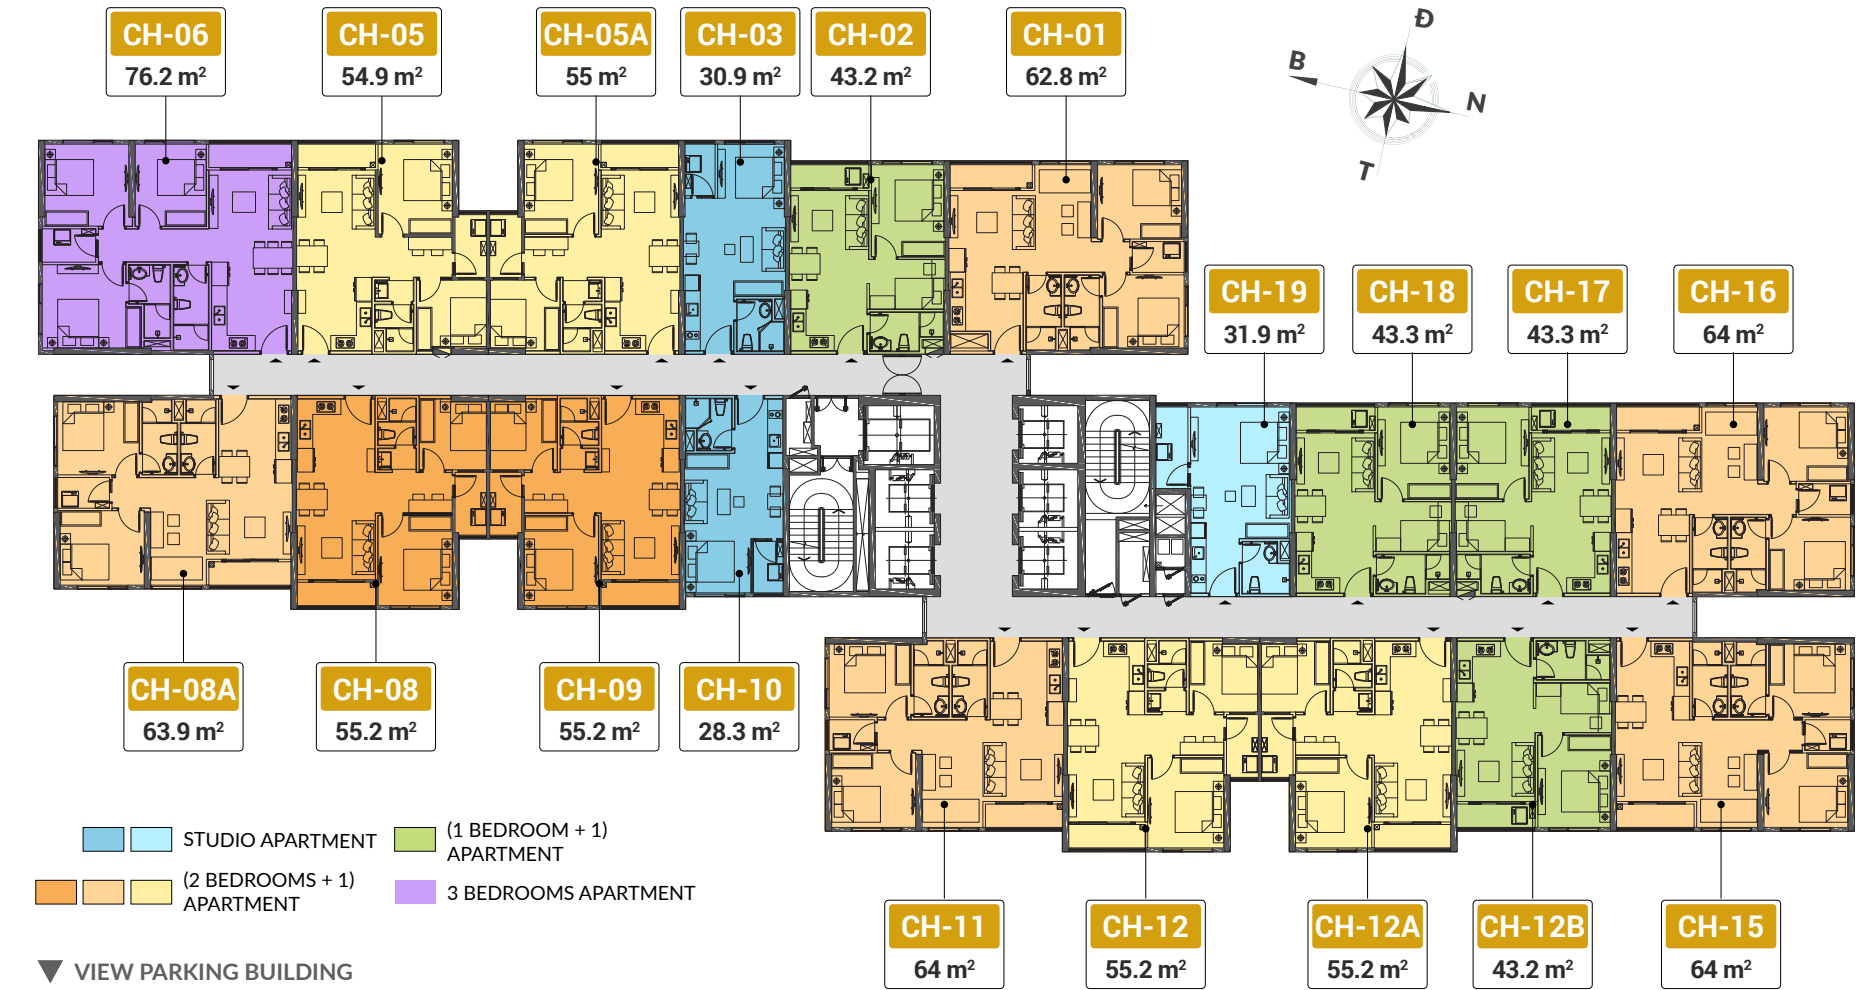 CH-06
76.2 m²
CH-05
54.9 m²
CH-05A
55 m²
CH-03
30.9 m²
CH-02
43.2 m²
CH-01
62.8 m²
Đ
B
N
T
CH-19
31.9 m²
CH-18
43.3 m²
CH-17
43.3 m²
CH-16
64 m²
CH-08A
63.9 m²
CH-08
55.2 m²
CH-09
55.2 m²
CH-10
28.3 m²
STUDIO APARTMENT
(1 BEDROOM + 1)
APARTMENT
(2 BEDROOMS + 1)
APARTMENT
3 BEDROOMS APARTMENT
CH-11
64 m²
CH-12
55.2 m²
CH-12A
55.2 m²
CH-12B
43.2 m²
CH-15
64 m²
VIEW PARKING BUILDING